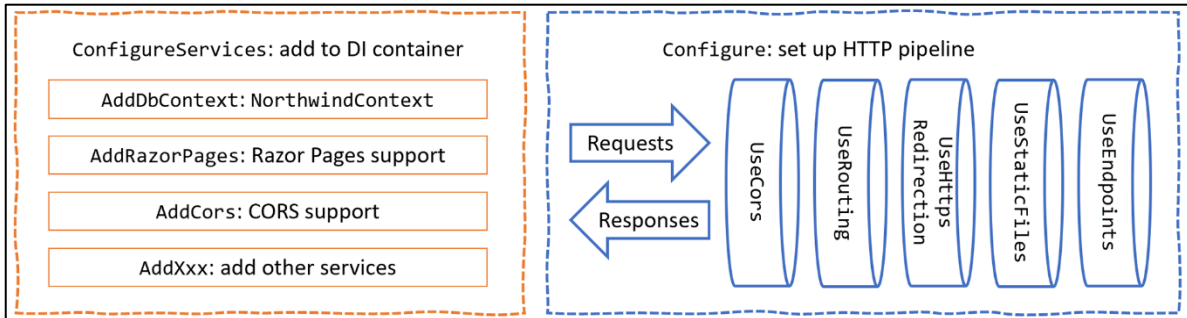 ConfigureServices: add to DI container
AddDbContext: NorthwindContext
AddRazorPages: Razor Pages support
AddCors: CORS support
AddXxx: add other services
Configure: set up HTTP pipeline
Requests
Responses
UseCors
UseRouting
UseHttps
Redirection
UseStaticFiles
UseEndpoints